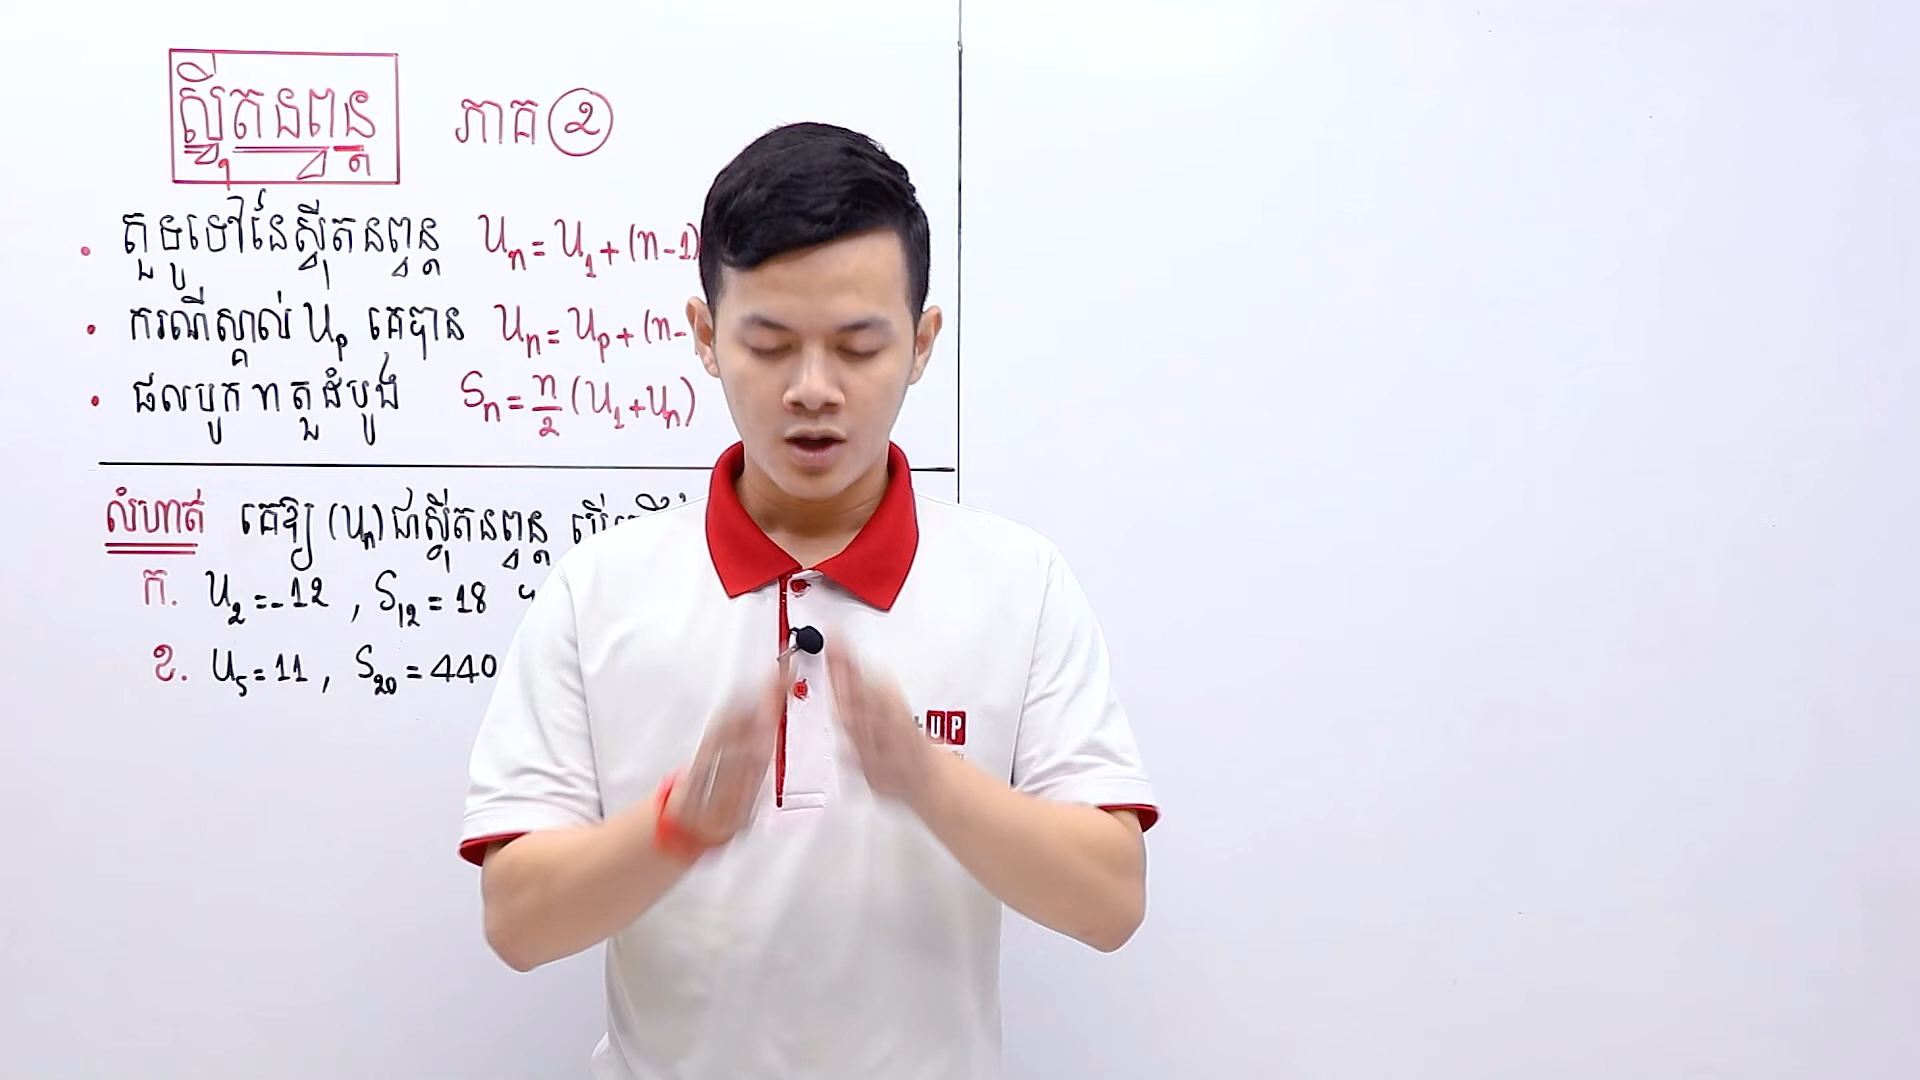 ស្វ៊ីតនព្វន្ត ភាគ ②
• តួទូទៅនៃស្វ៊ីតនព្វន្ត Uₙ = U₁ + (n-1)
• ករណីស្គាល់ Uₚ គេបាន Uₙ = Uₚ + (n-
• ផលបូក n តួដំបូង Sₙ = n/2 (U₁ + Uₙ)
លំហាត់ គេឱ្យ (Uₙ) ជាស្វ៊ីតនព្វន្ត
ក. U₂ = -12 , S₁₂ = 18
ខ. U₅ = 11 , S₂₀ = 440
UP